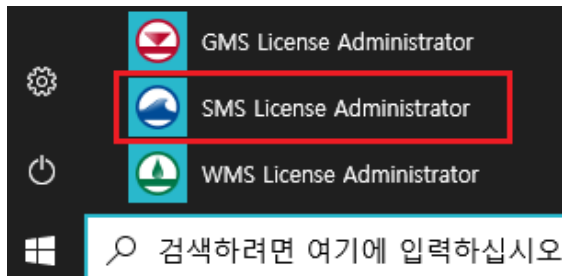 GMS License Administrator
SMS License Administrator
WMS License Administrator
검색하려면 여기에 입력하십시오